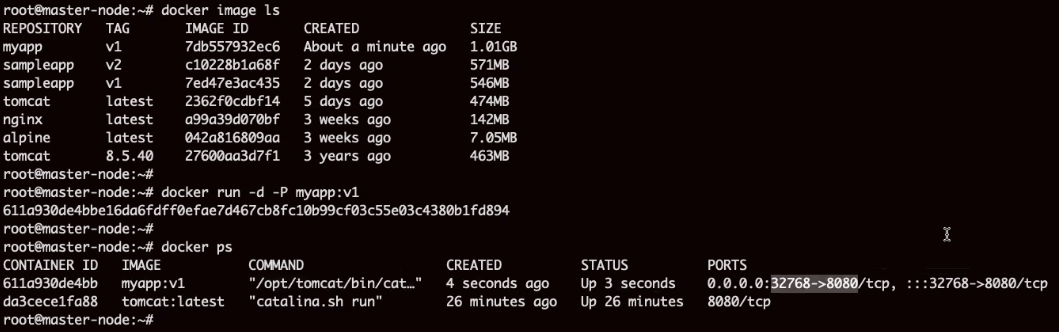 root@master-node:~# docker image ls
REPOSITORY TAG IMAGE ID CREATED SIZE
myapp v1 7db557932ec6 About a minute ago 1.01GB
sampleapp v2 c10228b1a68f 2 days ago 571MB
sampleapp v1 7ed47e3ac435 2 days ago 546MB
tomcat latest 2362f0cdbf14 5 days ago 474MB
nginx latest a99a39d070bf 3 weeks ago 142MB
alpine latest 042a816809aa 3 weeks ago 7.05MB
tomcat 8.5.40 27600aa3d7f1 3 years ago 463MB
root@master-node:~#
root@master-node:~# docker run -d -P myapp:v1
611a930de4bbe16da6fdff0efae7d467cb8fc10b99cf03c55e03c4380b1fd894
root@master-node:~#
root@master-node:~# docker ps
CONTAINER ID IMAGE COMMAND CREATED STATUS PORTS
611a930de4bb myapp:v1 "/opt/tomcat/bin/cat…" 4 seconds ago Up 3 seconds 0.0.0.0:32768->8080/tcp, :::32768->8080/tcp
da3cece1fa88 tomcat:latest "catalina.sh run" 26 minutes ago Up 26 minutes 8080/tcp
root@master-node:~#